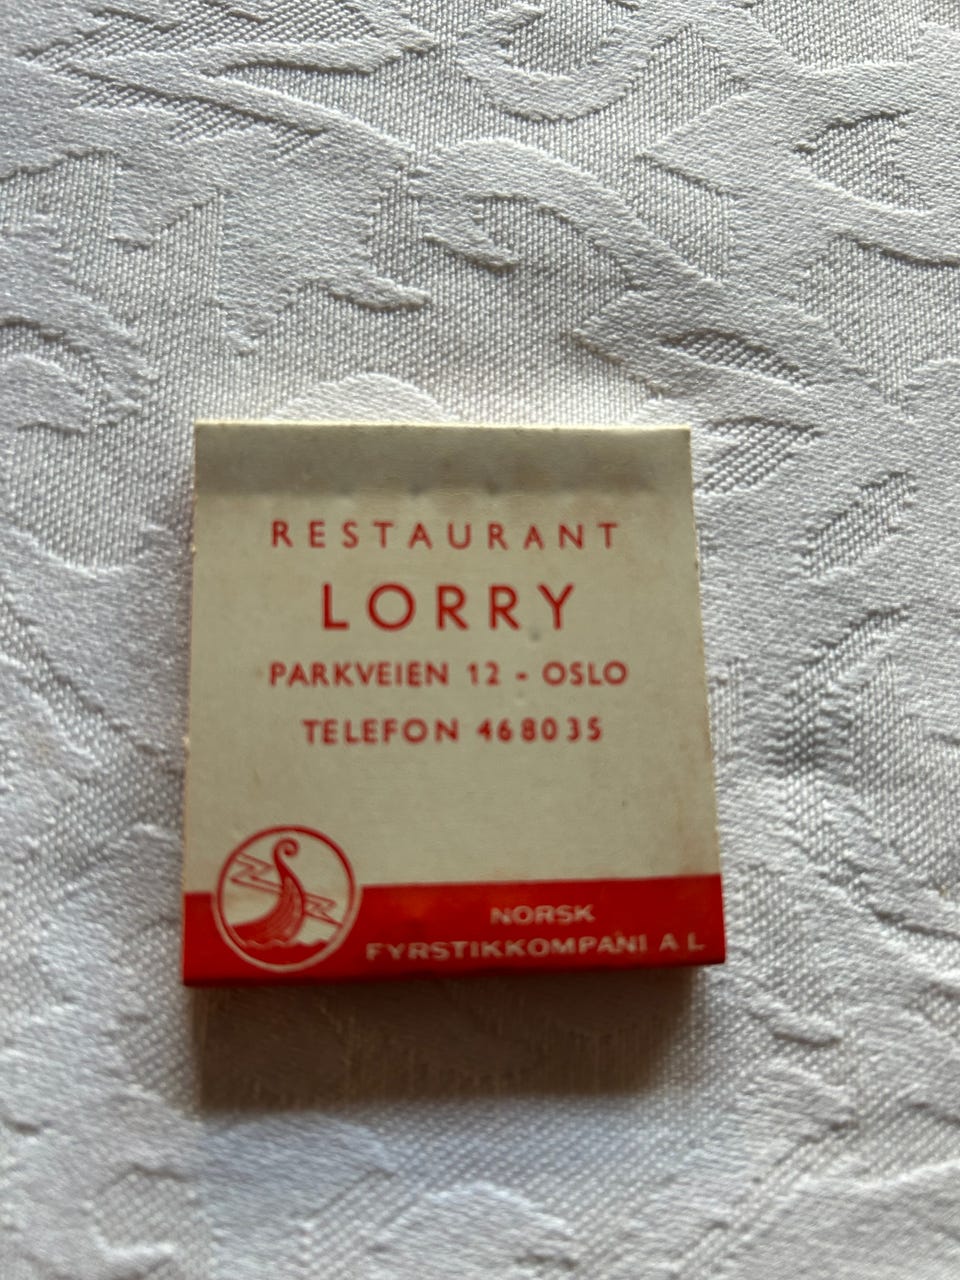 RESTAURANT
LORRY
PARKVEIEN 12 - OSLO
TELEFON 468035
NORSK
FYRSTIKKOMPANI A L